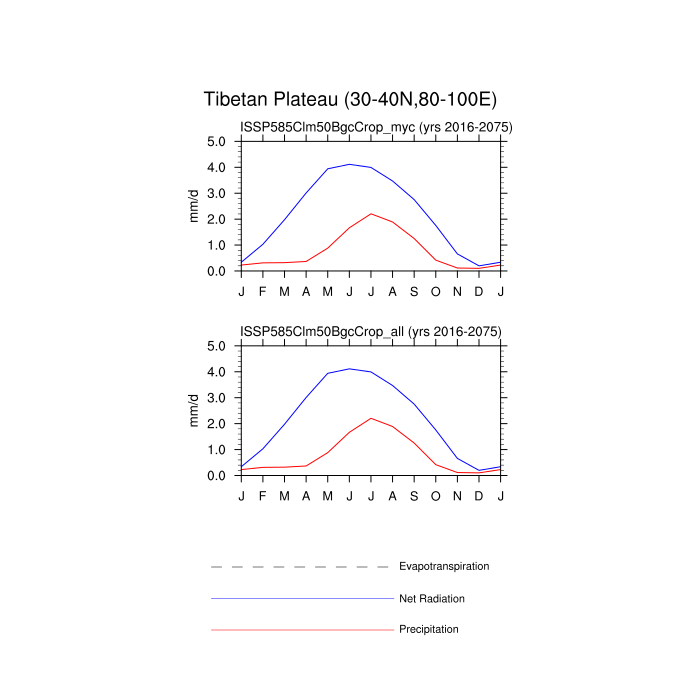 Tibetan Plateau (30-40N,80-100E)
ISSP585Clm50BgcCrop_myc (yrs 2016-2075)
5.0
4.0
3.0
2.0
1.0
0.0
mm/d
J F M A M J J A S O N D J
ISSP585Clm50BgcCrop_all (yrs 2016-2075)
5.0
4.0
3.0
2.0
1.0
0.0
mm/d
J F M A M J J A S O N D J
Evapotranspiration
Net Radiation
Precipitation